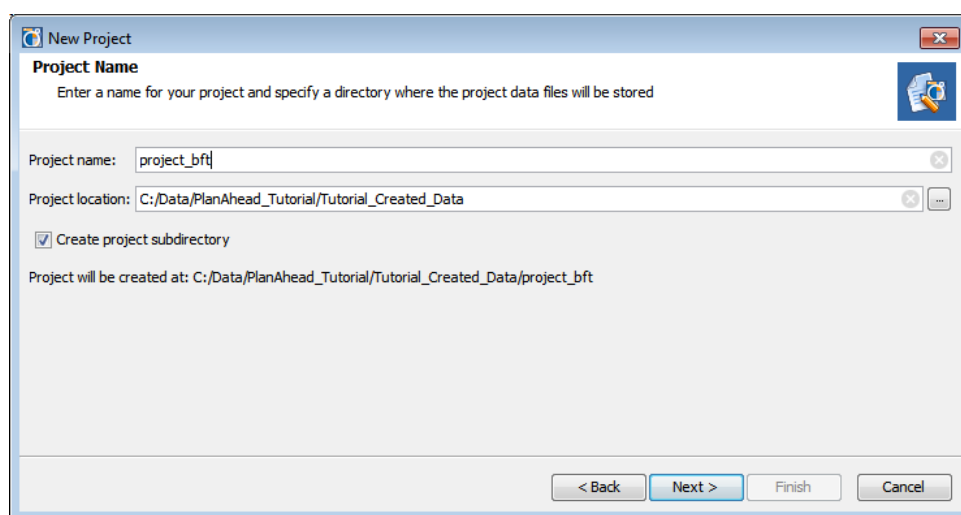 New Project
Project Name
Enter a name for your project and specify a directory where the project data files will be stored
Project name: project_bft
Project location: C:/Data/PlanAhead_Tutorial/Tutorial_Created_Data ...
Create project subdirectory
Project will be created at: C:/Data/PlanAhead_Tutorial/Tutorial_Created_Data/project_bft
< Back Next > Finish Cancel